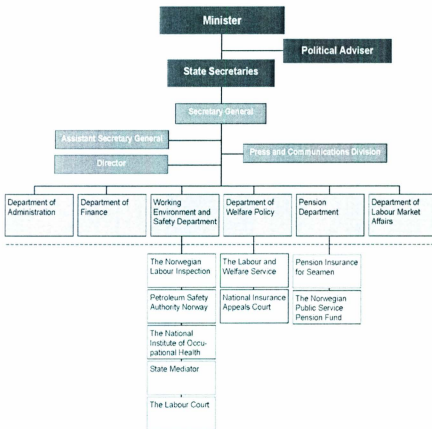 Minister
Political Adviser
State Secretaries
Secretary General
Assistant Secretary General
Press and Communications Division
Director
Department of
Administration
Department of
Finance
Working
Environment and
Safety Department
Department of
Welfare Policy
Pension
Department
Department of
Labour Market
Affairs
The Norwegian
Labour Inspection
Petroleum Safety
Authority Norway
The National
Institute of Occu-
pational Health
State Mediator
The Labour Court
The Labour and
Welfare Service
National Insurance
Appeals Court
Pension Insurance
for Seamen
The Norwegian
Public Service
Pension Fund